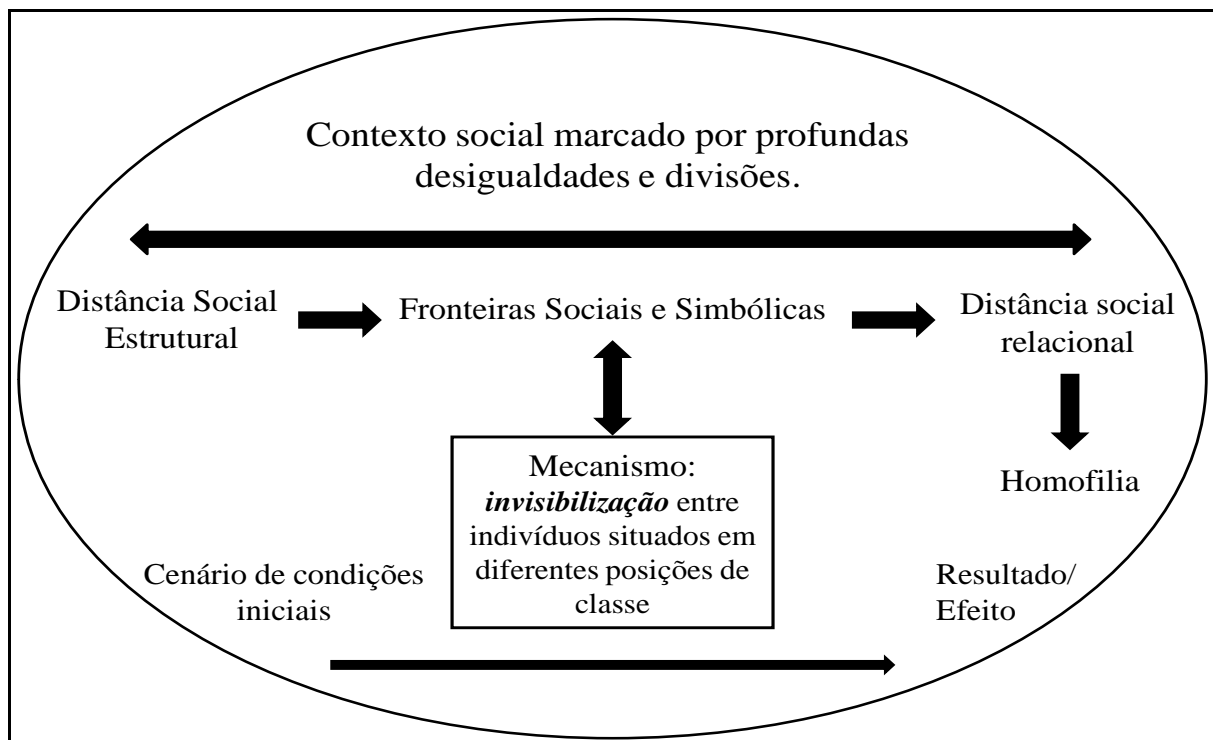 Contexto social marcado por profundas
desigualdades e divisões.
Distância Social
Estrutural
Fronteiras Sociais e Simbólicas
Distância social
relacional
Mecanismo:
invisibilização entre
indivíduos situados em
diferentes posições de
classe
Homofilia
Cenário de condições
iniciais
Resultado/
Efeito